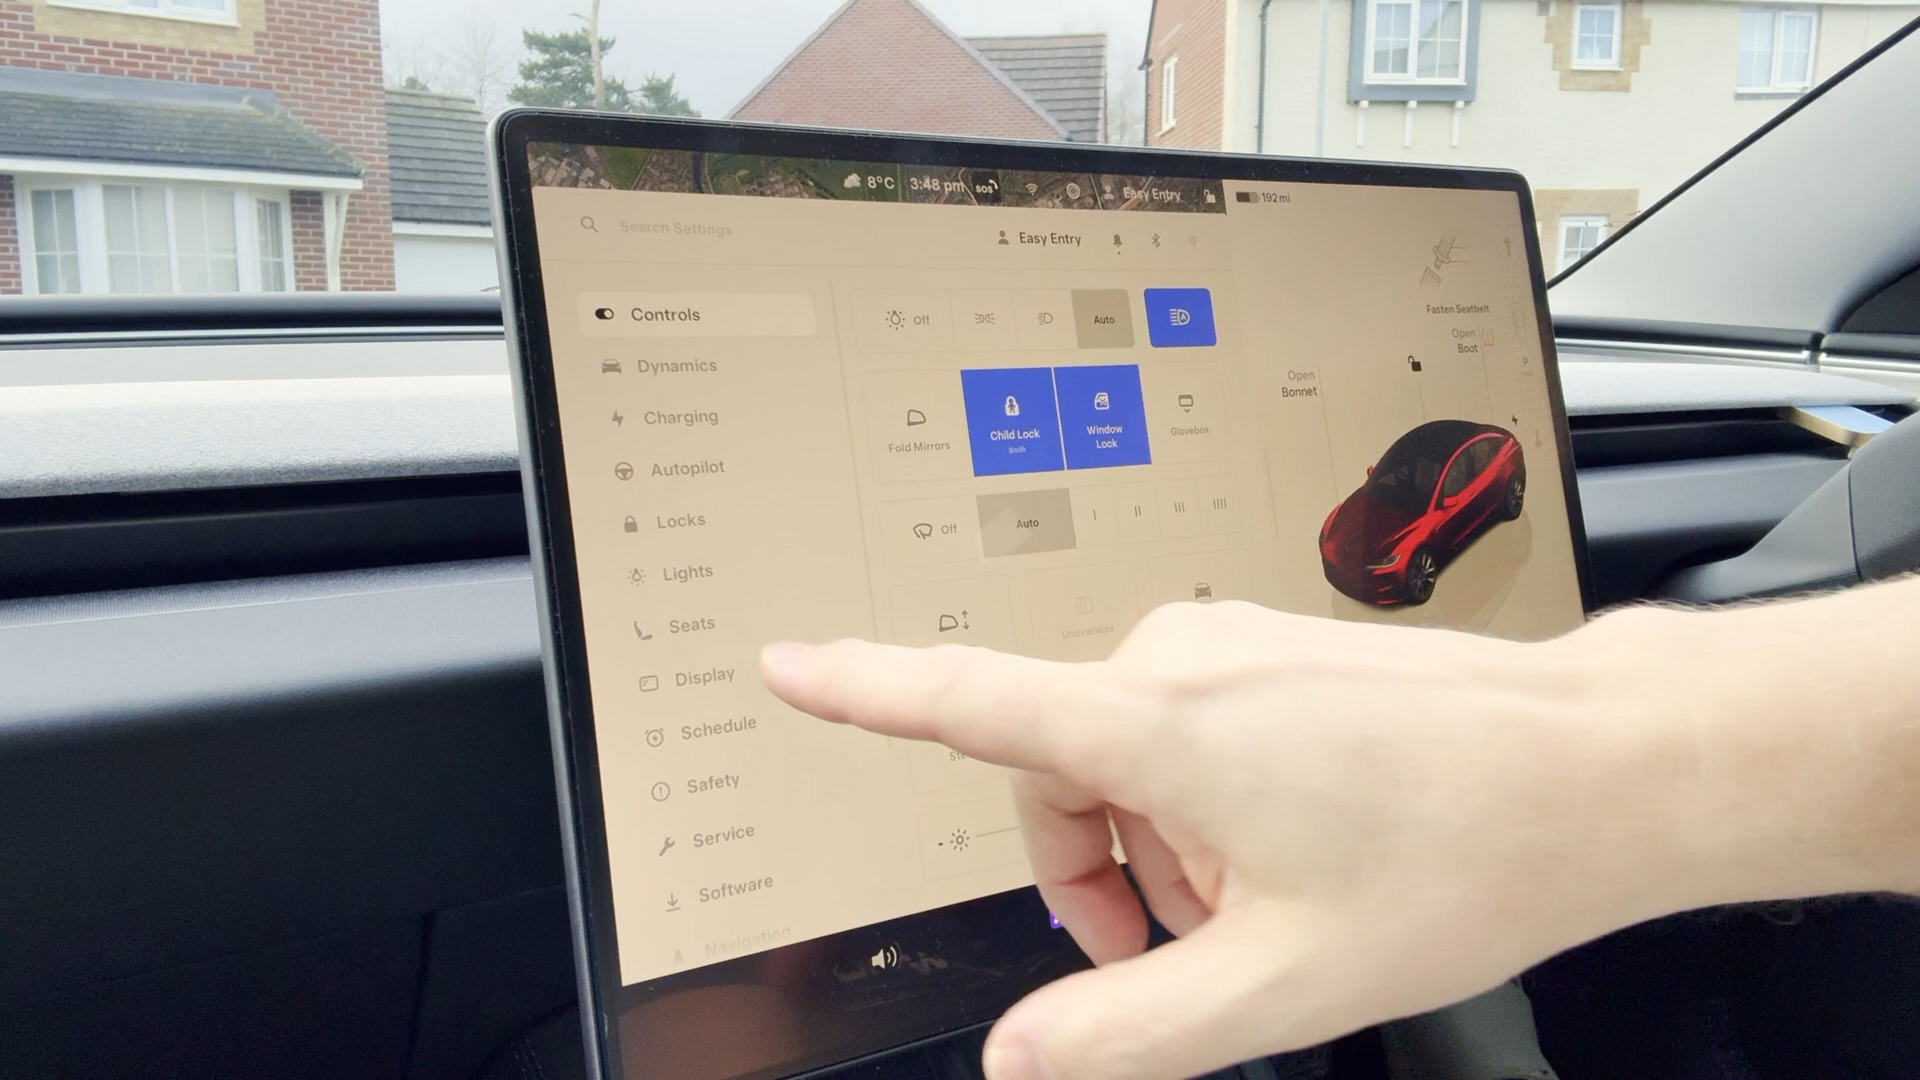 8°C 3:48 pm SOS Easy Entry
192 mi
Search Settings
Easy Entry
Controls
Dynamics
Charging
Autopilot
Locks
Lights
Seats
Display
Schedule
Safety
Service
Software
Navigation
Off
Auto
Fold Mirrors
Child Lock
Both
Window
Lock
Glovebox
Off
Auto
Unavailable
Fasten Seatbelt
Open
Boot
Open
Bonnet
P